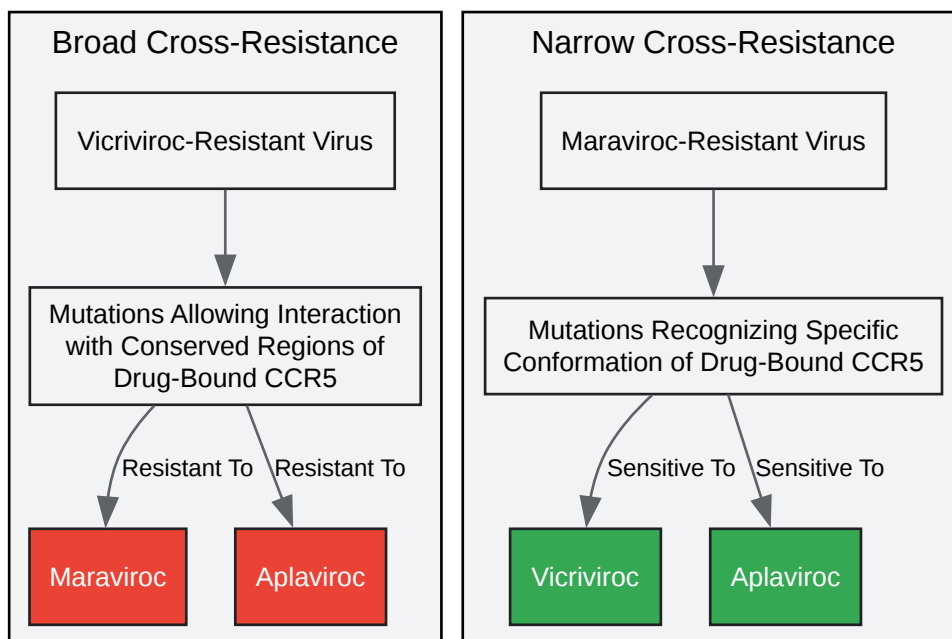 Broad Cross-Resistance
Vicriviroc-Resistant Virus
Mutations Allowing Interaction
with Conserved Regions of
Drug-Bound CCR5
Resistant To
Resistant To
Maraviroc
Aplaviroc
Narrow Cross-Resistance
Maraviroc-Resistant Virus
Mutations Recognizing Specific
Conformation of Drug-Bound CCR5
Sensitive To
Sensitive To
Vicriviroc
Aplaviroc